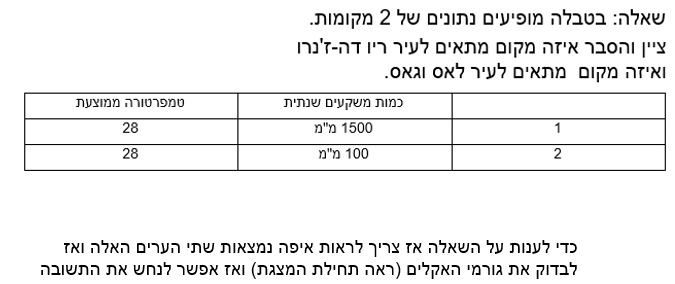 שאלה: בטבלה מופיעים נתונים של 2 מקומות.
ציין והסבר איזה מקום מתאים לעיר ריו דה-ז'נרו
ואיזה מקום  מתאים לעיר לאס וגאס.
כמות משקעים שנתית טמפרטורה ממוצעת
1 1500 מ"מ 28
2 100 מ"מ 28
כדי לענות על השאלה אז צריך לראות איפה נמצאות שתי הערים האלה ואז
לבדוק את גורמי האקלים (ראה תחילת המצגת) ואז אפשר לנחש את התשובה